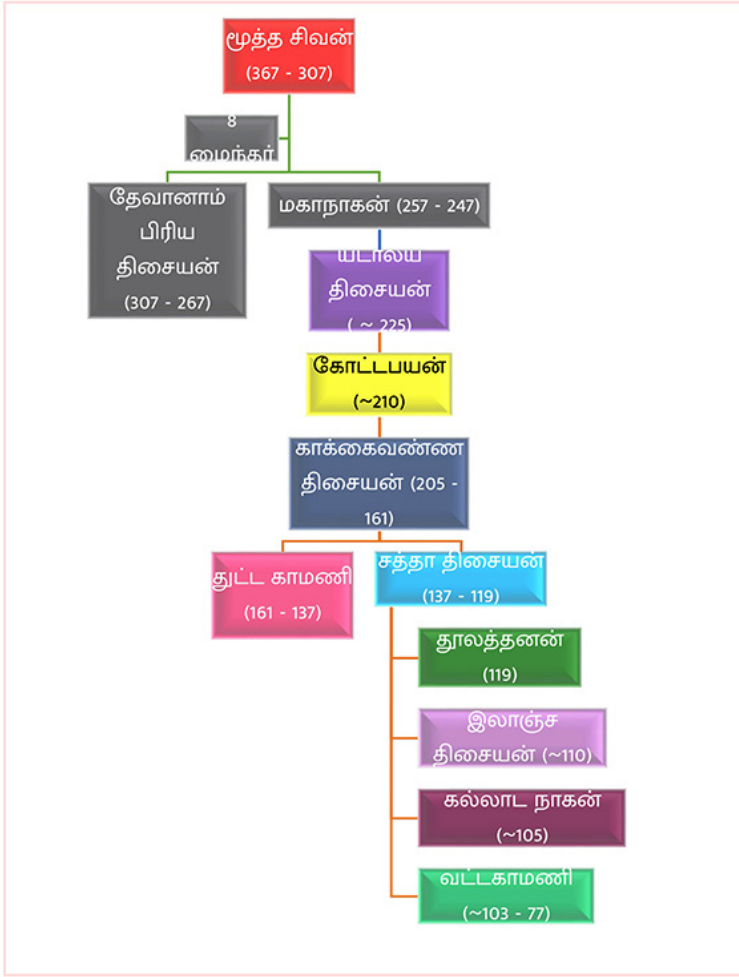 மூத்த சிவன்
(367 - 307)
8
மைந்தர்
தேவானாம்
பிரிய
திசையன்
(307 - 267)
மகாநாகன் (257 - 247)
யடாலய
திசையன்
( ~ 225)
கோட்டபயன்
(~210)
காக்கைவண்ண
திசையன் (205 -
161)
துட்ட காமணி
(161 - 137)
சத்தா திசையன்
(137 - 119)
தூலத்தனன்
(119)
இலாஞ்ச
திசையன் (~110)
கல்லாட நாகன்
(~105)
வட்டகாமணி
(~103 - 77)